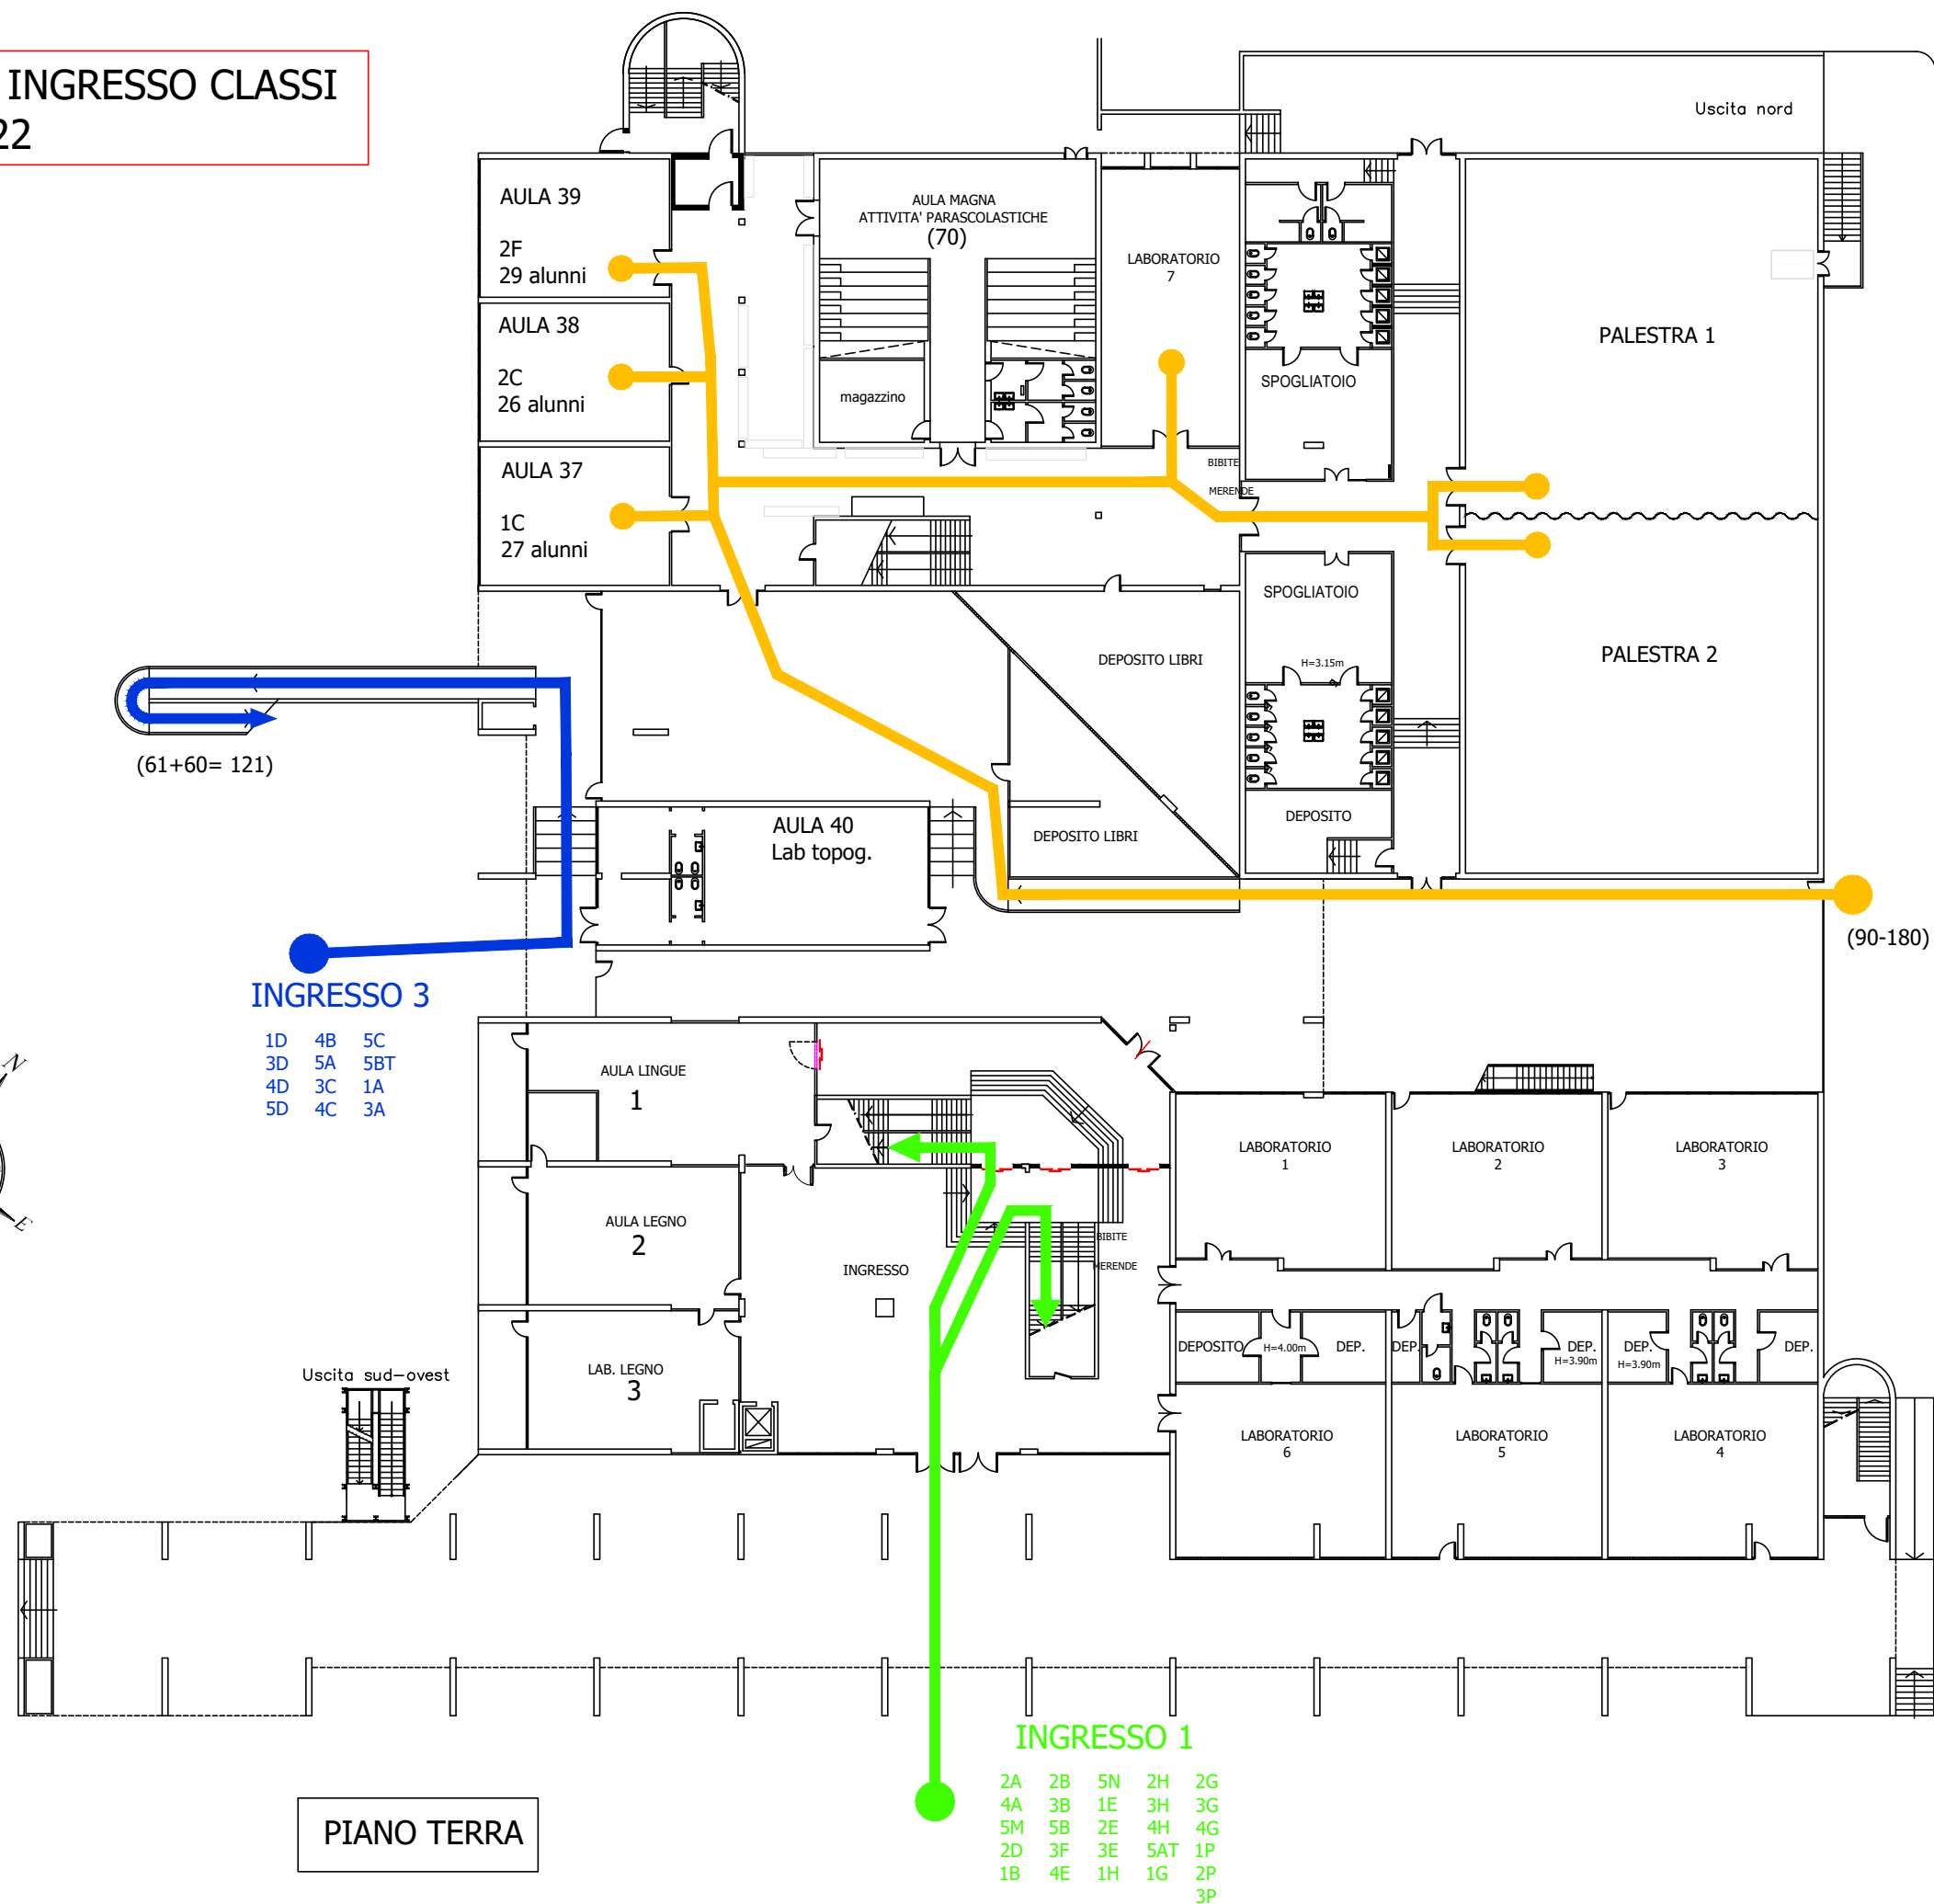 INGRESSO CLASSI
22
Uscita nord
AULA 39
2F
29 alunni
AULA MAGNA
ATTIVITA' PARASCOLASTICHE
(70)
LABORATORIO
7
AULA 38
2C
26 alunni
magazzino
SPOGLIATOIO
PALESTRA 1
AULA 37
1C
27 alunni
BIBITE
MERENDE
SPOGLIATOIO
H=3.15m
DEPOSITO LIBRI
PALESTRA 2
(61+60= 121)
AULA 40
Lab topog.
DEPOSITO LIBRI
DEPOSITO
(90-180)
INGRESSO 3
1D 4B 5C
3D 5A 5BT
4D 3C 1A
5D 4C 3A
N
E
AULA LINGUE
1
LABORATORIO
1
LABORATORIO
2
LABORATORIO
3
AULA LEGNO
2
INGRESSO
BIBITE
MERENDE
DEPOSITO
H=4.00m
DEP.
DEP.
DEP.
H=3.90m
DEP.
H=3.90m
DEP.
Uscita sud-ovest
LAB. LEGNO
3
LABORATORIO
6
LABORATORIO
5
LABORATORIO
4
INGRESSO 1
2A 2B 5N 2H 2G
4A 3B 1E 3H 3G
5M 5B 2E 4H 4G
2D 3F 3E 5AT 1P
1B 4E 1H 1G 2P
3P
PIANO TERRA